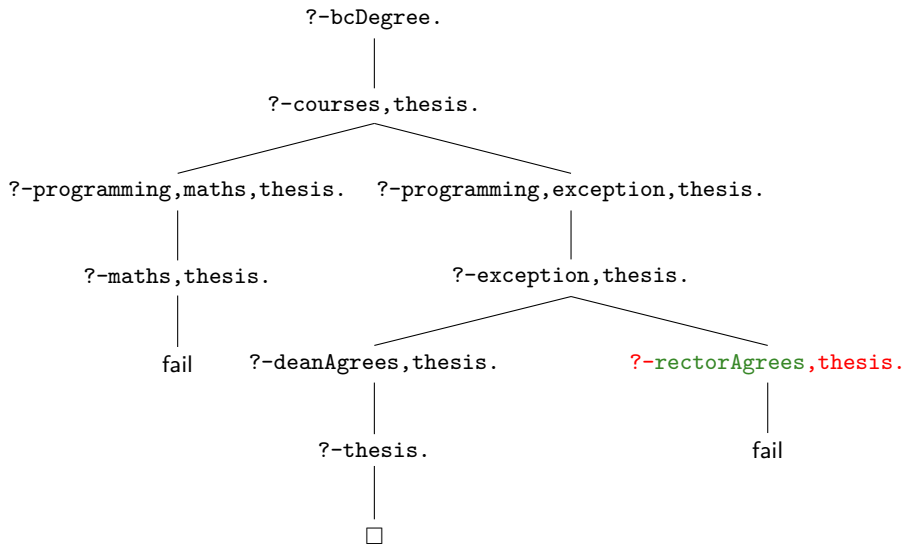 ?-bcDegree.
?-courses,thesis.
?-programming,maths,thesis. ?-programming,exception,thesis.
?-maths,thesis. ?-exception,thesis.
fail ?-deanAgrees,thesis. ?-rectorAgrees,thesis.
?-thesis. fail
□